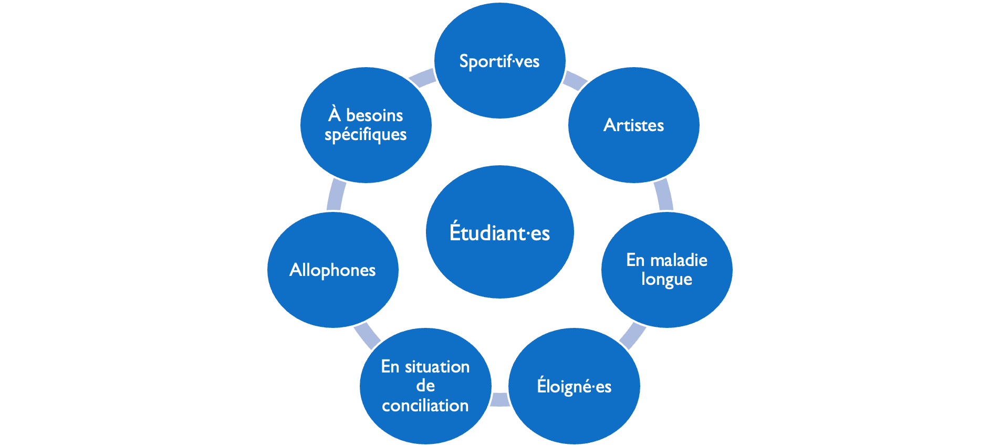 Sportif·ves
À besoins
spécifiques
Artistes
Étudiant·es
Allophones
En maladie
longue
En situation
de
conciliation
Éloigné·es